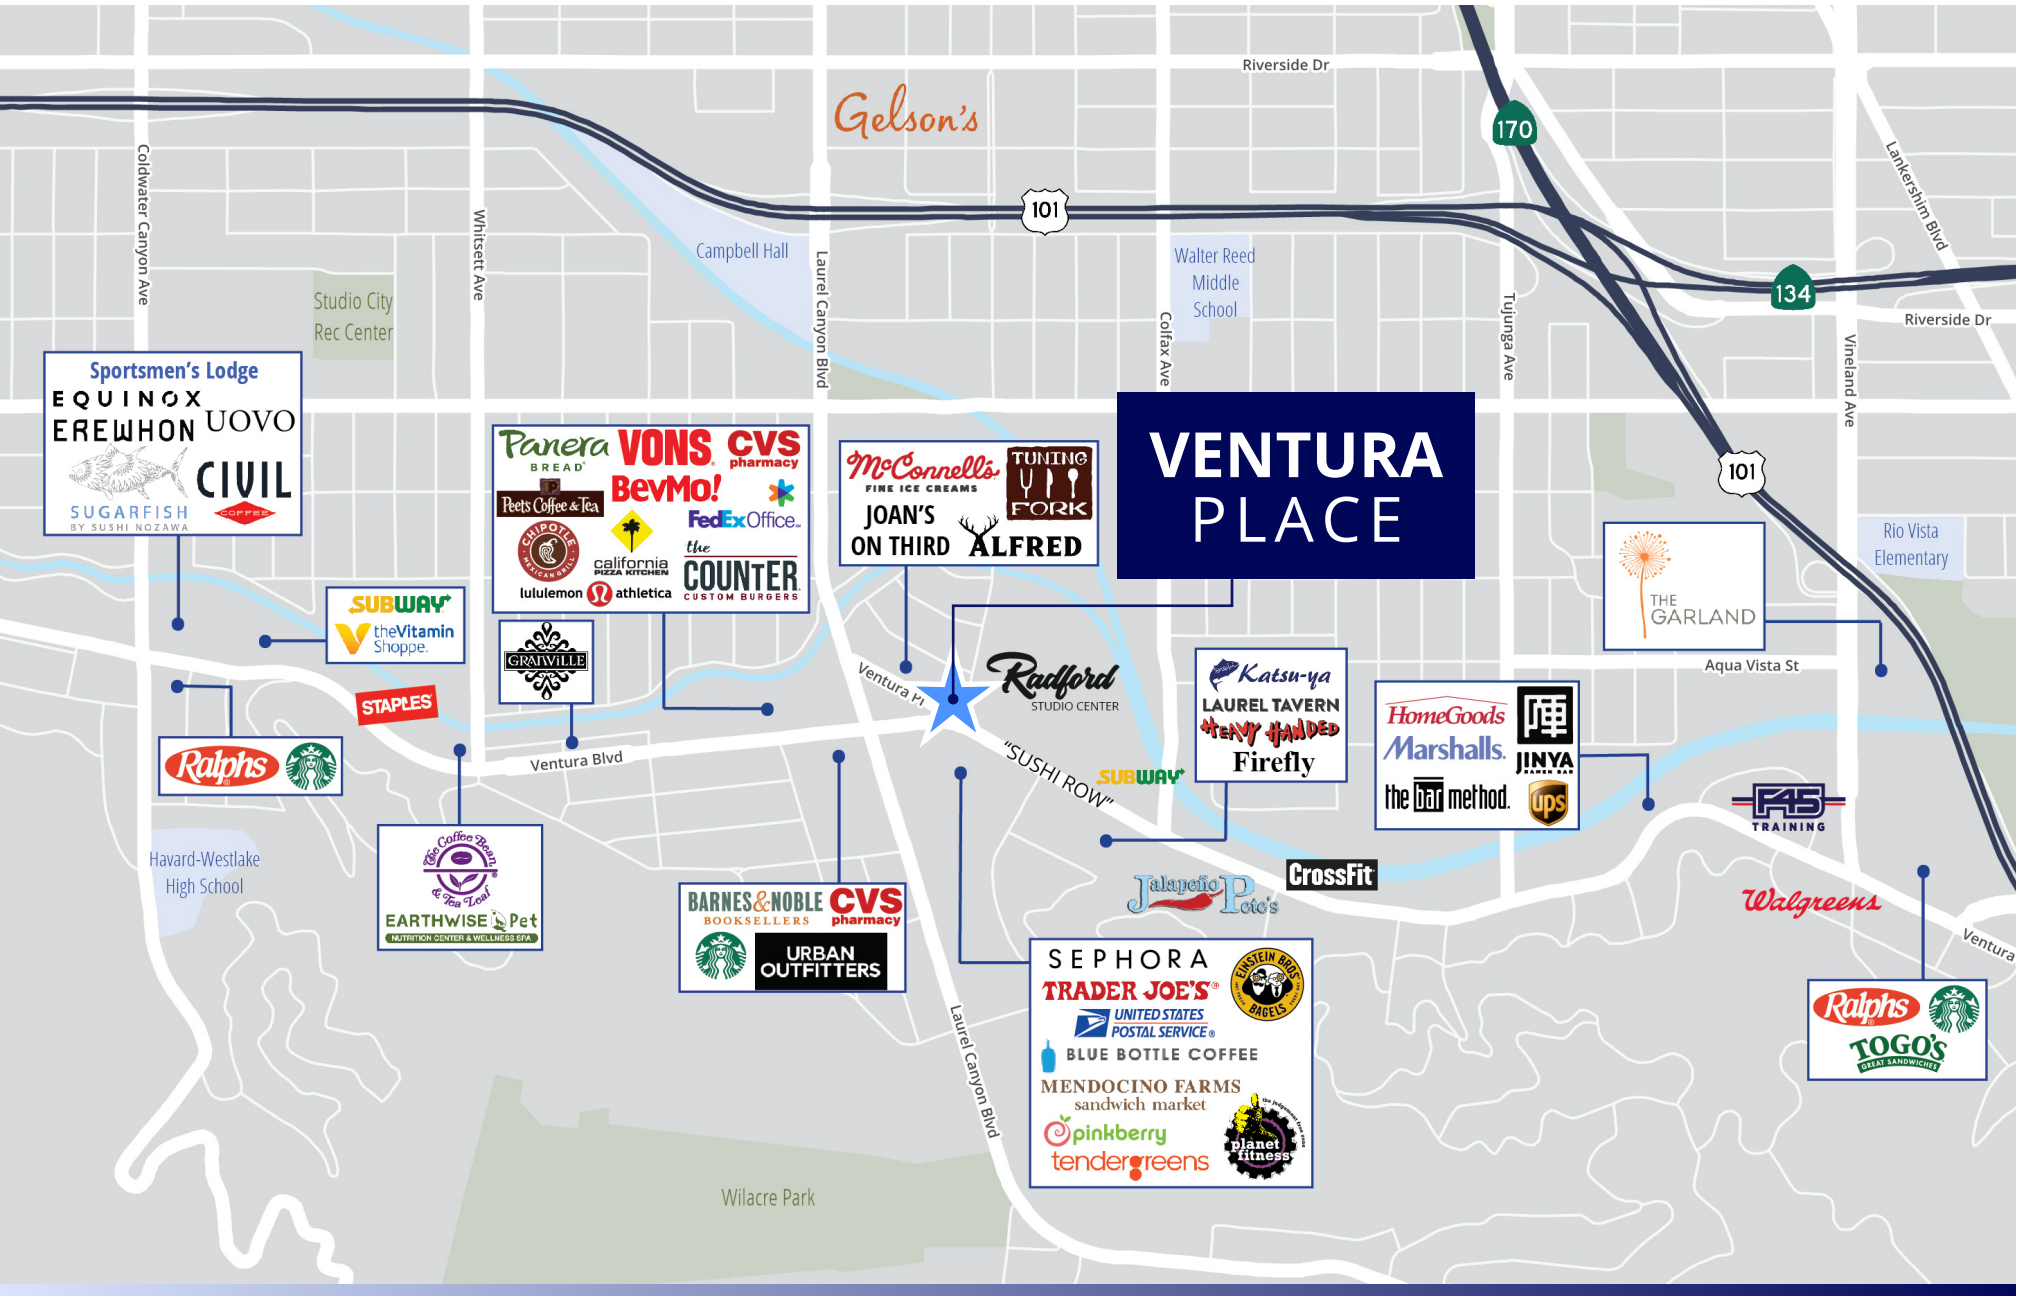 Riverside Dr
Gelson's
170
Coldwater Canyon Ave
Whitsett Ave
Laurel Canyon Blvd
101
Campbell Hall
Walter Reed
Middle
School
Lankershim Blvd
134
Riverside Dr
Studio City
Rec Center
Colfax Ave
Tujunga Ave
Vineland Ave
Sportsmen's Lodge
EQUINOX
EREWHON
UOVO
SUGARFISH
BY SUSHI NOZAWA
CIVIL
COFFEE
Panera
BREAD
VONS.
CVS
pharmacy
Peet's Coffee & Tea
BevMo!
FedEx Office
CHIPOTLE
MEXICAN GRILL
california
PIZZA KITCHEN
the
COUNTER
CUSTOM BURGERS
lululemon
athletica
McConnell's
FINE ICE CREAMS
TUNING
FORK
JOAN'S
ON THIRD
ALFRED
VENTURA
PLACE
101
Rio Vista
Elementary
THE
GARLAND
SUBWAY
theVitamin
Shoppe.
GRATWiLLE
STAPLES
Ventura Pl
Radford
STUDIO CENTER
Aqua Vista St
Katsu-ya
LAUREL TAVERN
HEAVY HANDED
Firefly
HomeGoods
Marshalls.
JINYA
RAMEN BAR
the bar method.
ups
Ralphs
Ventura Blvd
"SUSHI ROW"
SUBWAY
F45
TRAINING
The Coffee Bean
& Tea Leaf
EARTHWISE Pet
NUTRITION CENTER & WELLNESS SPA
Havard-Westlake
High School
BARNES & NOBLE
BOOKSELLERS
CVS
pharmacy
URBAN
OUTFITTERS
Jalapeño Pete's
CrossFit
Walgreens
Ventura
SEPHORA
EINSTEIN BROS
BAGELS
TRADER JOE'S
UNITED STATES
POSTAL SERVICE
BLUE BOTTLE COFFEE
MENDOCINO FARMS
sandwich market
pinkberry
tendergreens
the judgement free zone
planet
fitness
Laurel Canyon Blvd
Ralphs
TOGO'S
GREAT SANDWICHES
Wilacre Park